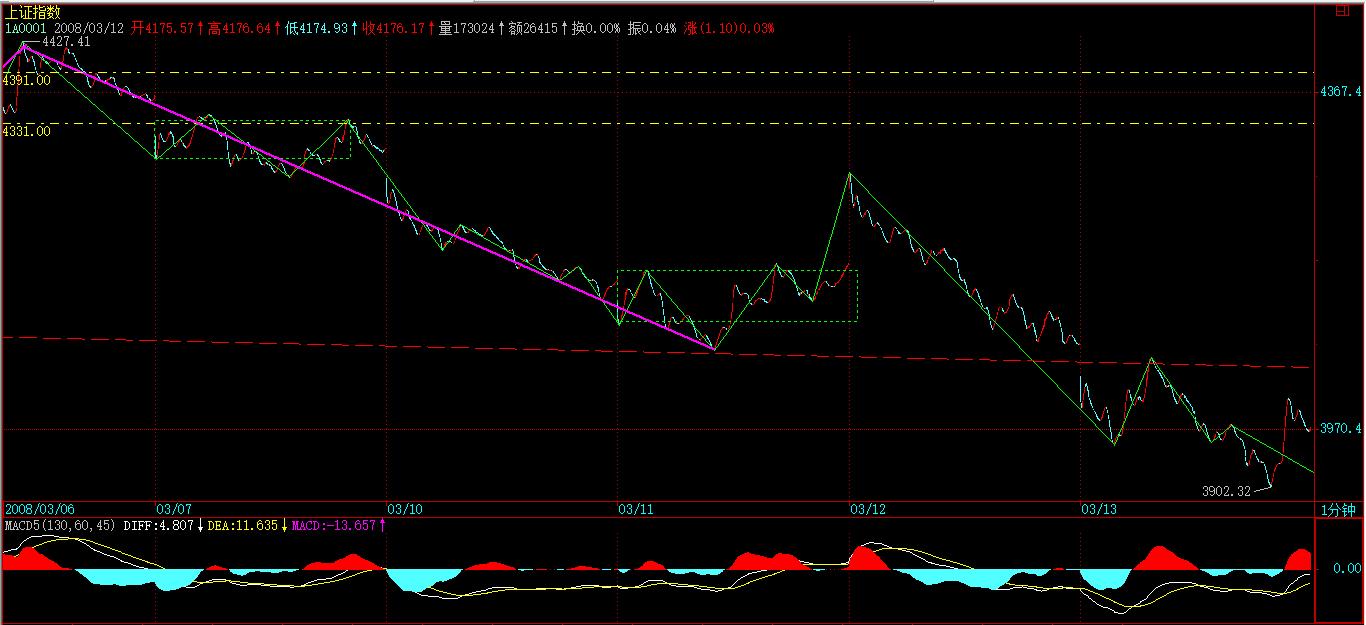 上证指数
1A0001 2008/03/12 开4175.57↑高4176.64↑低4174.93↑收4176.17↑量173024↑额26415↑换0.00% 振0.04% 涨(1.10)0.03%
4427.41
4391.00
4367.4
4331.00
3970.4
3902.32
2008/03/06 03/07 03/10 03/11 03/12 03/13 1分钟
MACD5(130,60,45) DIFF:4.807↓DEA:11.635↓MACD:-13.657↑
0.00